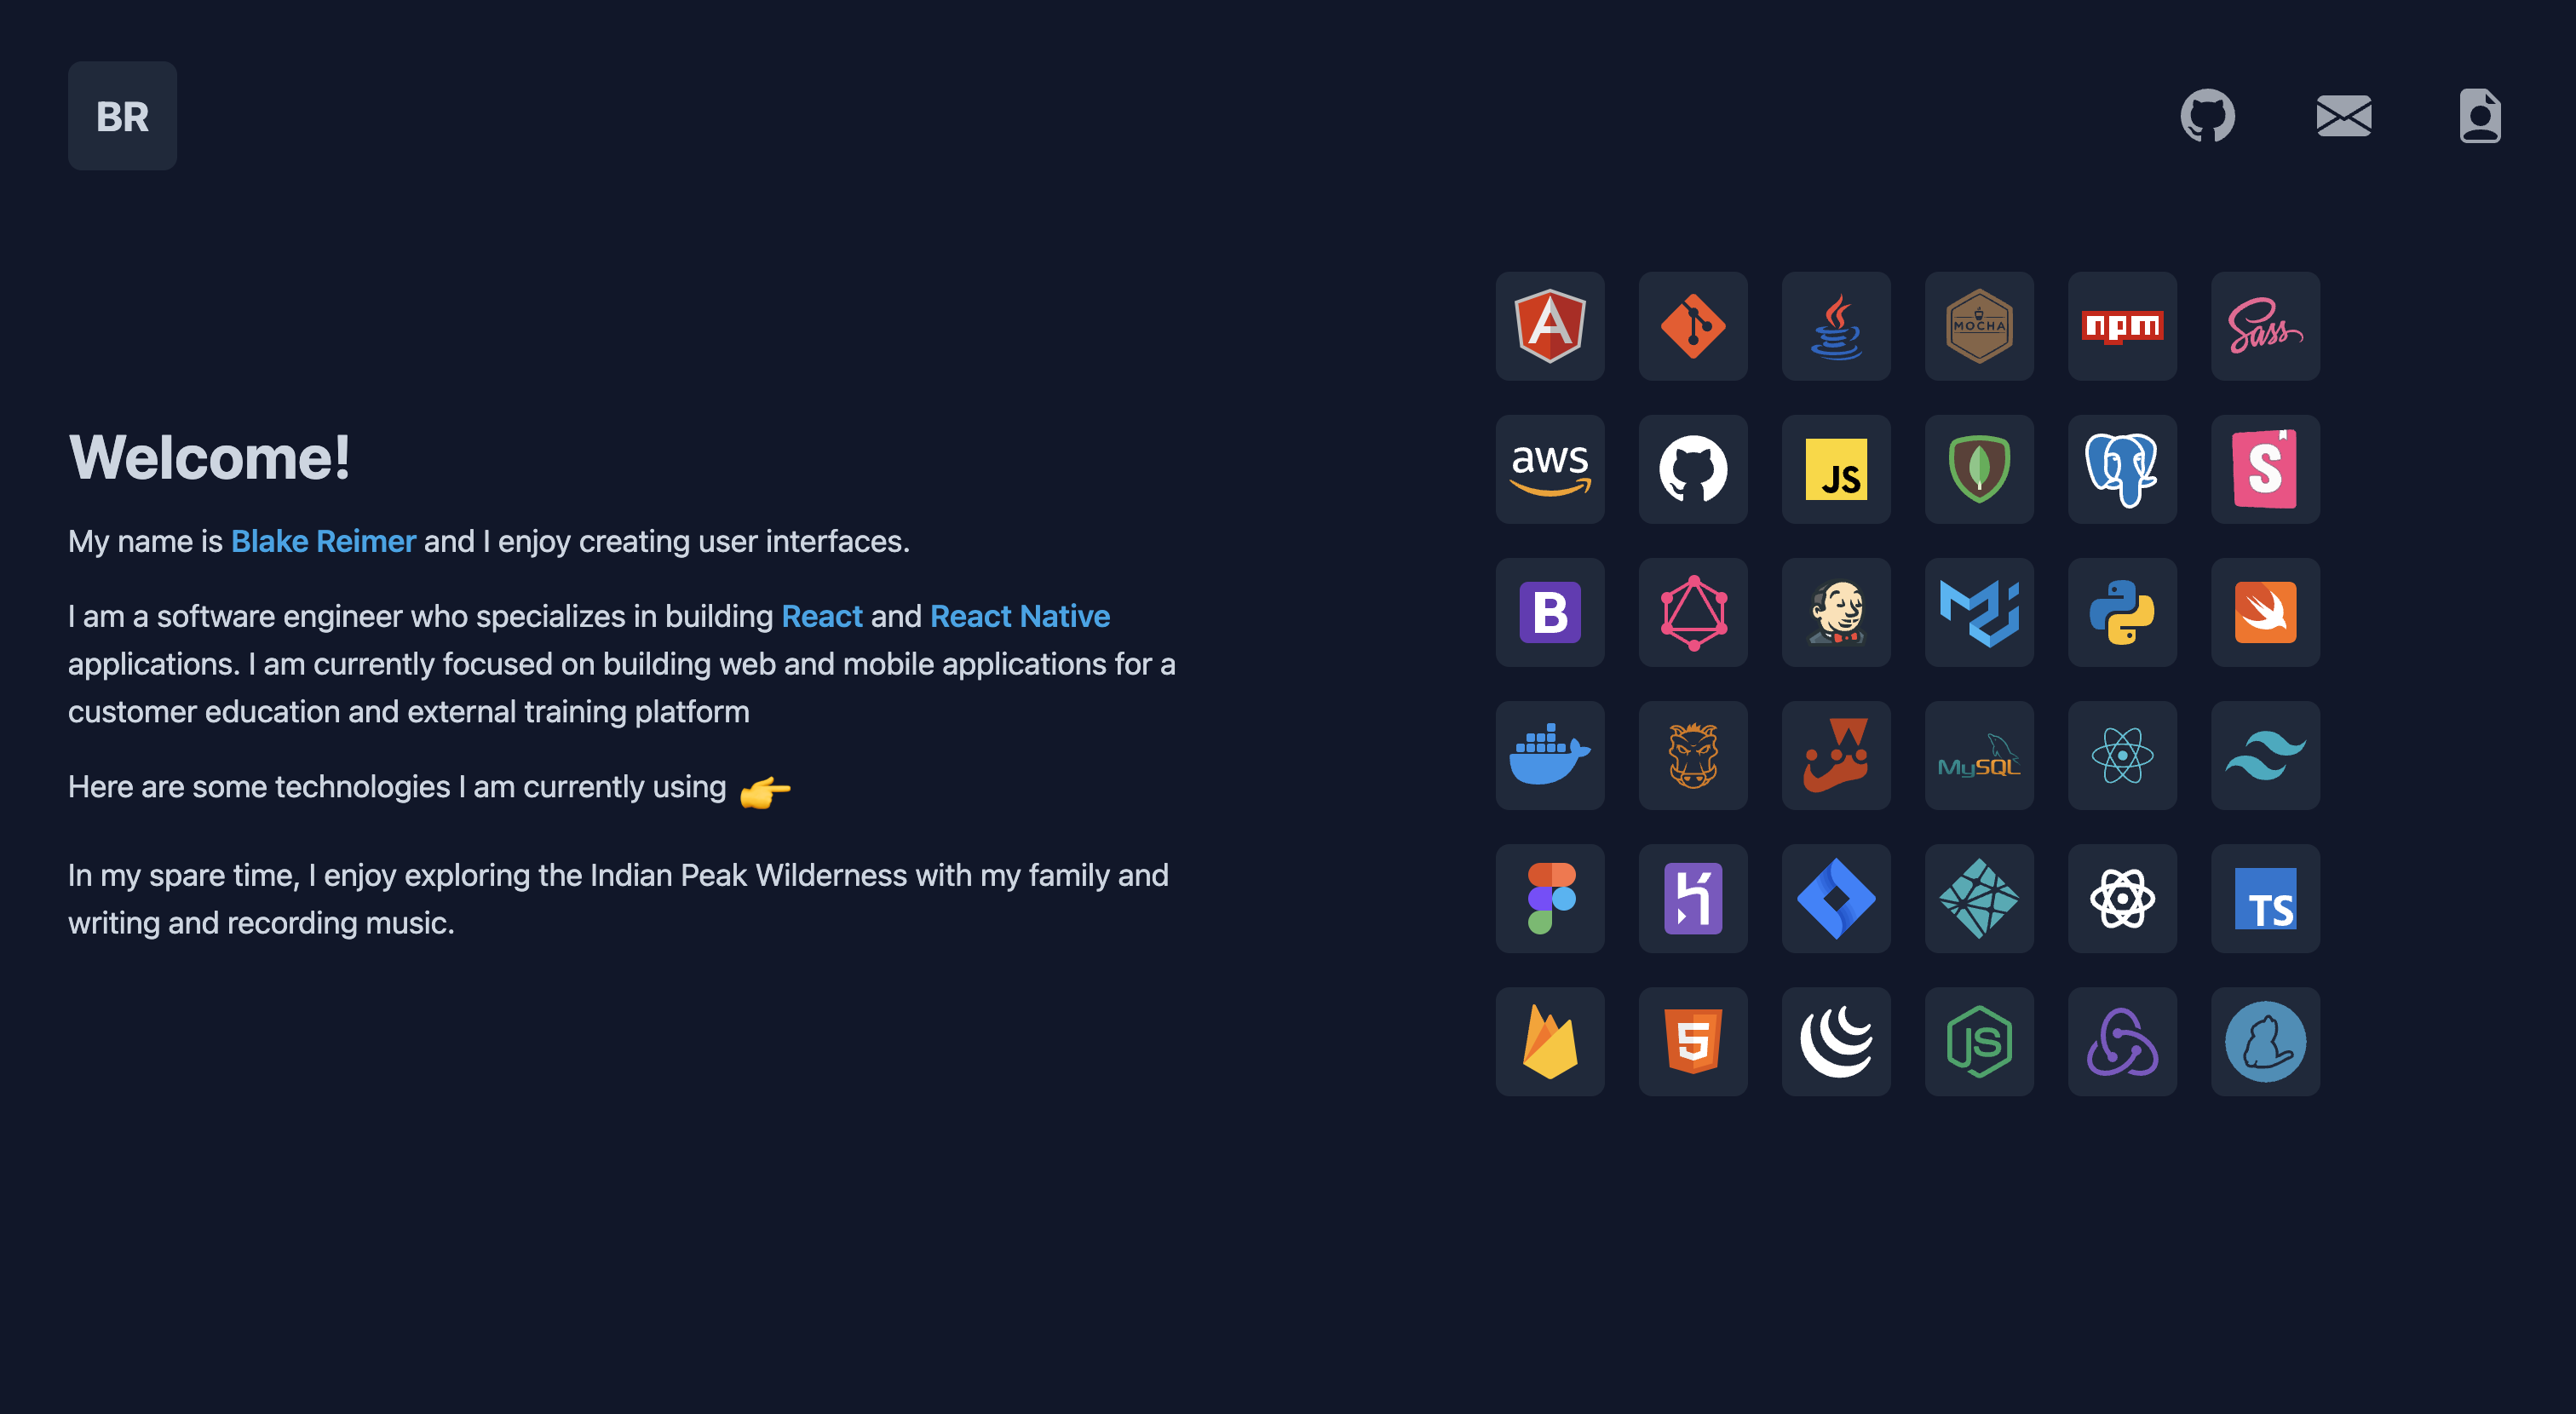 BR
MOCHA
npm
Sass
Welcome!
aws
JS
S
My name is Blake Reimer and I enjoy creating user interfaces.
I am a software engineer who specializes in building React and React Native
applications. I am currently focused on building web and mobile applications for a
customer education and external training platform
B
Here are some technologies I am currently using 👉
MySQL
In my spare time, I enjoy exploring the Indian Peak Wilderness with my family and
writing and recording music.
TS
5
JS